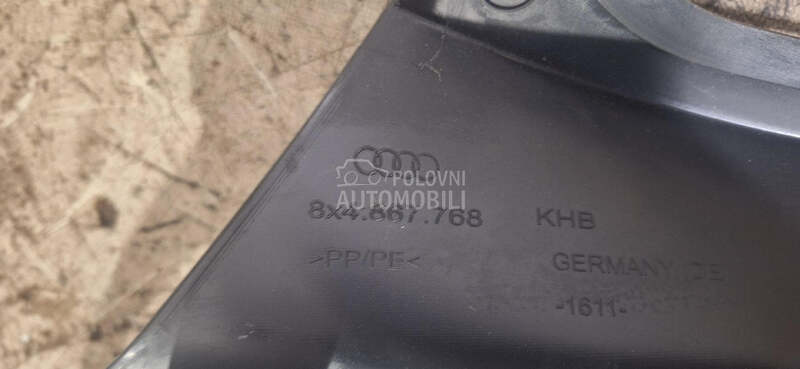 POLOVNI
AUTOMOBILI
8X4.867.768 KHB
>PP/PE< GERMANY DE
-1611-